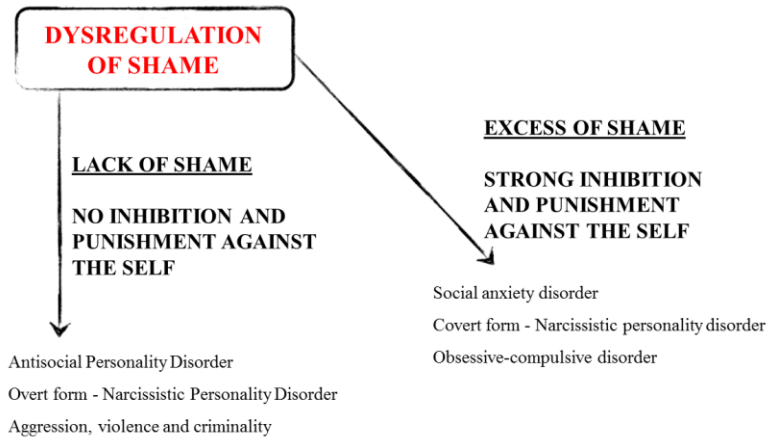 DYSREGULATION
OF SHAME
LACK OF SHAME
NO INHIBITION AND
PUNISHMENT AGAINST
THE SELF
Antisocial Personality Disorder
Overt form - Narcissistic Personality Disorder
Aggression, violence and criminality
EXCESS OF SHAME
STRONG INHIBITION
AND PUNISHMENT
AGAINST THE SELF
Social anxiety disorder
Covert form - Narcissistic personality disorder
Obsessive-compulsive disorder